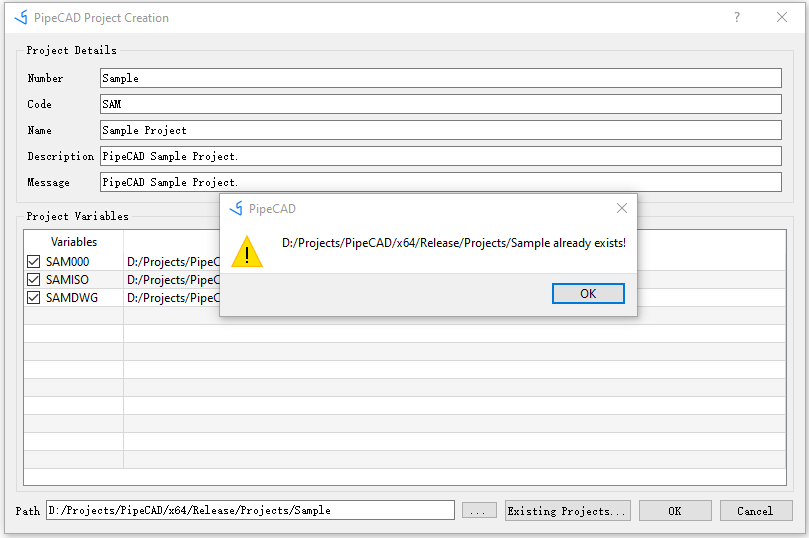 PipeCAD Project Creation
?
Project Details
Number Sample
Code SAM
Name Sample Project
Description PipeCAD Sample Project.
Message PipeCAD Sample Project.
PipeCAD
D:/Projects/PipeCAD/x64/Release/Projects/Sample already exists!
OK
Project Variables
Variables
SAM000 D:/Projects/PipeC
SAMISO D:/Projects/PipeC
SAMDWG D:/Projects/PipeC
Path D:/Projects/PipeCAD/x64/Release/Projects/Sample ... Existing Projects... OK Cancel